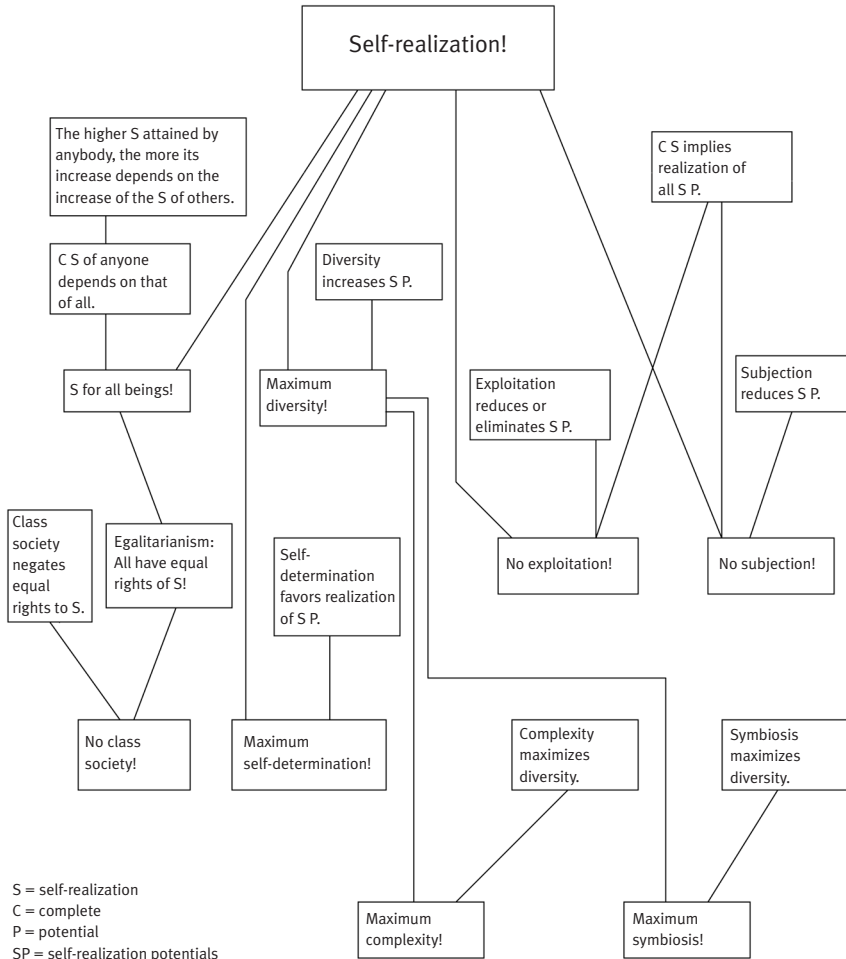 Self-realization!
The higher S attained by
anybody, the more its
increase depends on the
increase of the S of others.
C S implies
realization of
all S P.
C S of anyone
depends on that
of all.
Diversity
increases S P.
S for all beings!
Maximum
diversity!
Exploitation
reduces or
eliminates S P.
Subjection
reduces S P.
Class
society
negates
equal
rights to S.
Egalitarianism:
All have equal
rights of S!
Self-
determination
favors realization
of S P.
No exploitation!
No subjection!
No class
society!
Maximum
self-determination!
Complexity
maximizes
diversity.
Symbiosis
maximizes
diversity.
Maximum
complexity!
Maximum
symbiosis!
S = self-realization
C = complete
P = potential
SP = self-realization potentials